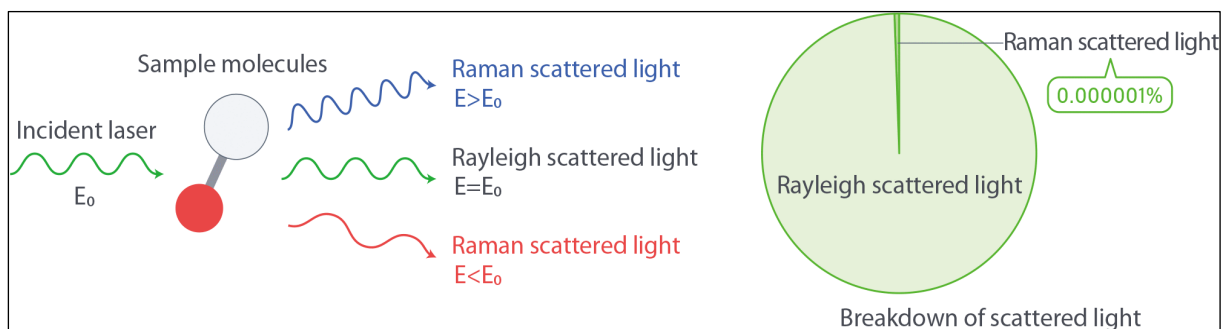 Sample molecules
Incident laser
E₀
Raman scattered light
E>E₀
Rayleigh scattered light
E=E₀
Raman scattered light
E<E₀
Raman scattered light
0.000001%
Rayleigh scattered light
Breakdown of scattered light